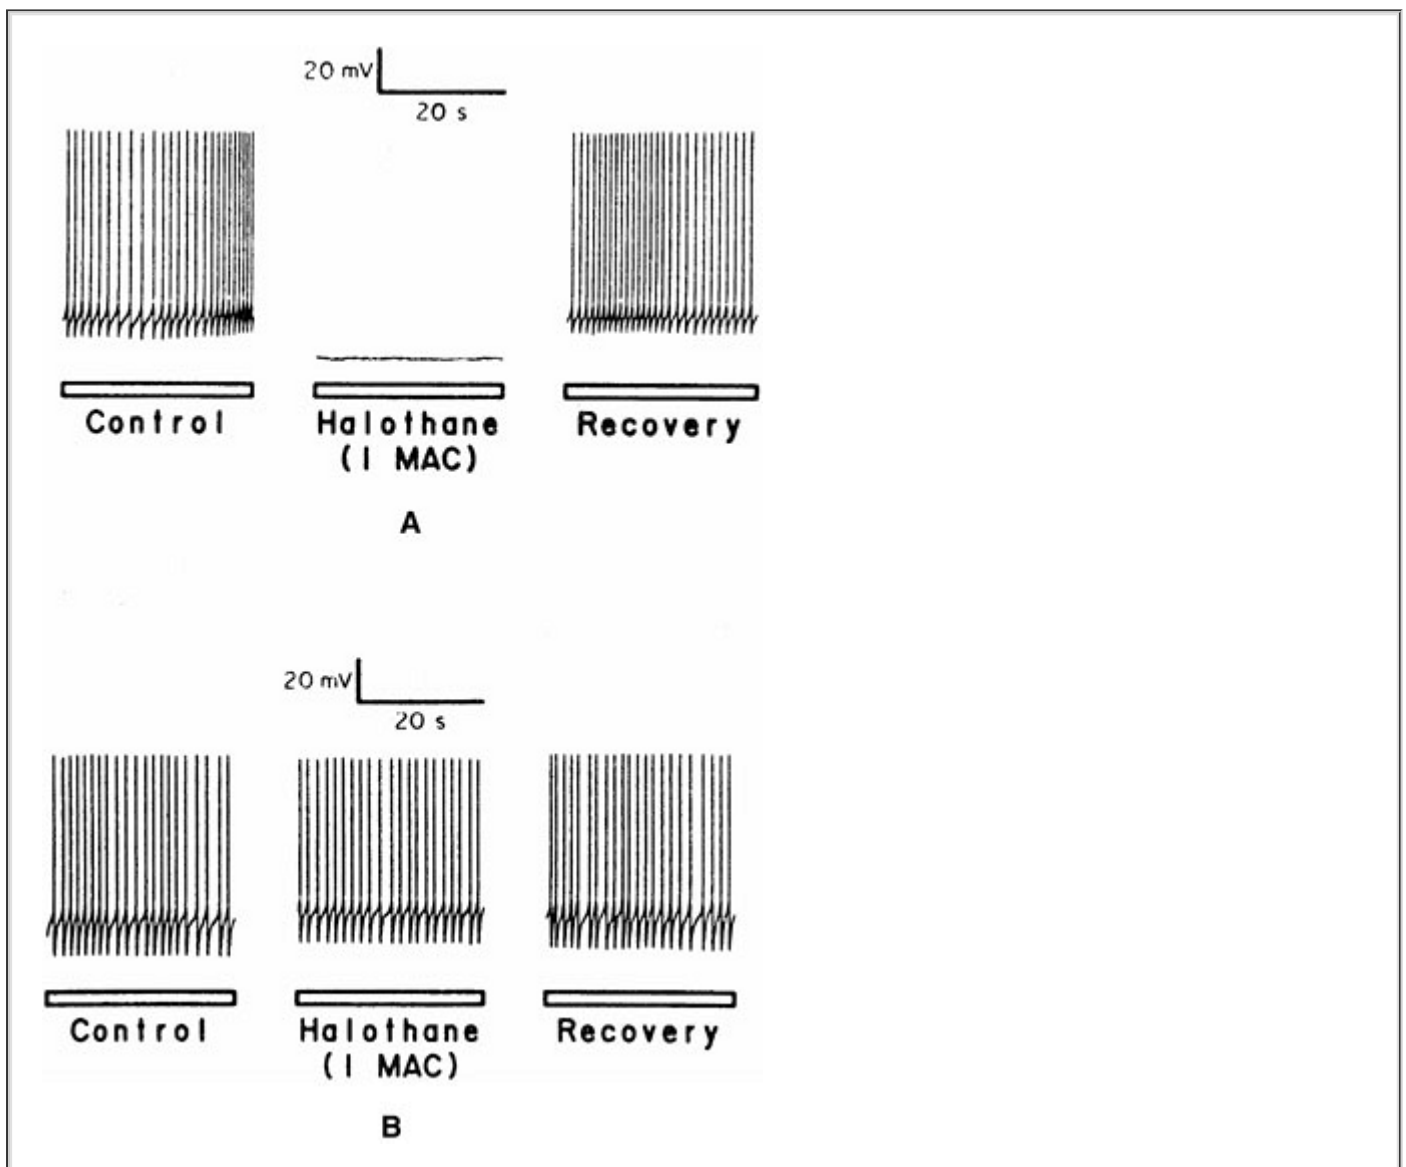 20 mV
20 s
Control
Halothane
(1 MAC)
Recovery
A
20 mV
20 s
Control
Halothane
(1 MAC)
Recovery
B